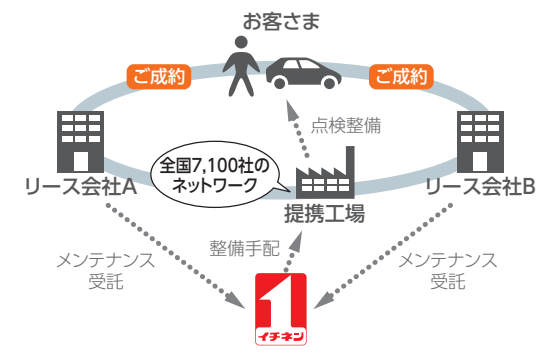 お客さま
ご成約
ご成約
点検整備
全国7,100社の
ネットワーク
リース会社A
リース会社B
提携工場
整備手配
メンテナンス
受託
メンテナンス
受託
1
イチネン